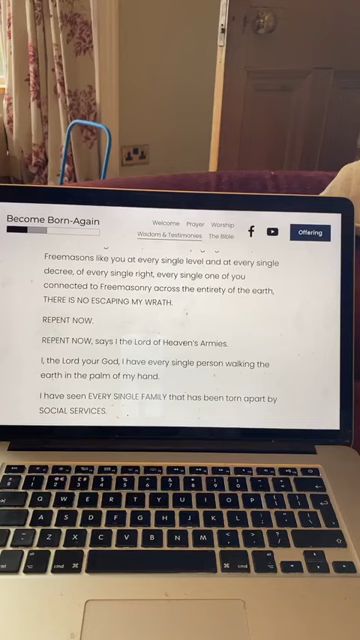 Become Born-Again
Welcome Prayer Worship
Wisdom & Testimonies The Bible
Offering
Freemasons like you at every single level and at every single
decree, of every single right, every single one of you
connected to Freemasonry across the entirety of the earth,
THERE IS NO ESCAPING MY WRATH.
REPENT NOW.
REPENT NOW, says I the Lord of Heaven's Armies.
I, the Lord your God, I have every single person walking the
earth in the palm of my hand.
I have seen EVERY SINGLE FAMILY that has been torn apart by
SOCIAL SERVICES.
Q W E R T Y U I O P
A S D F G H J K L
Z X C V B N M
cmd cmd